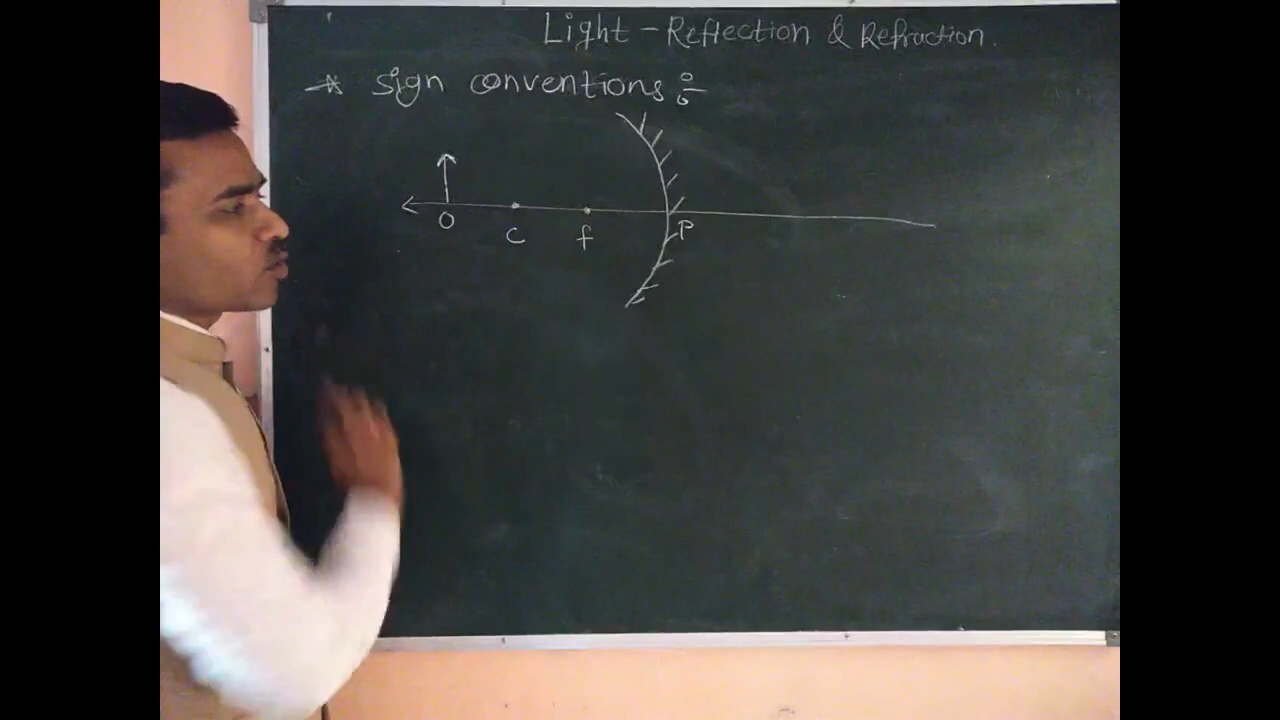 Light - Reflection & Refraction.
* Sign conventions :-
O C f P